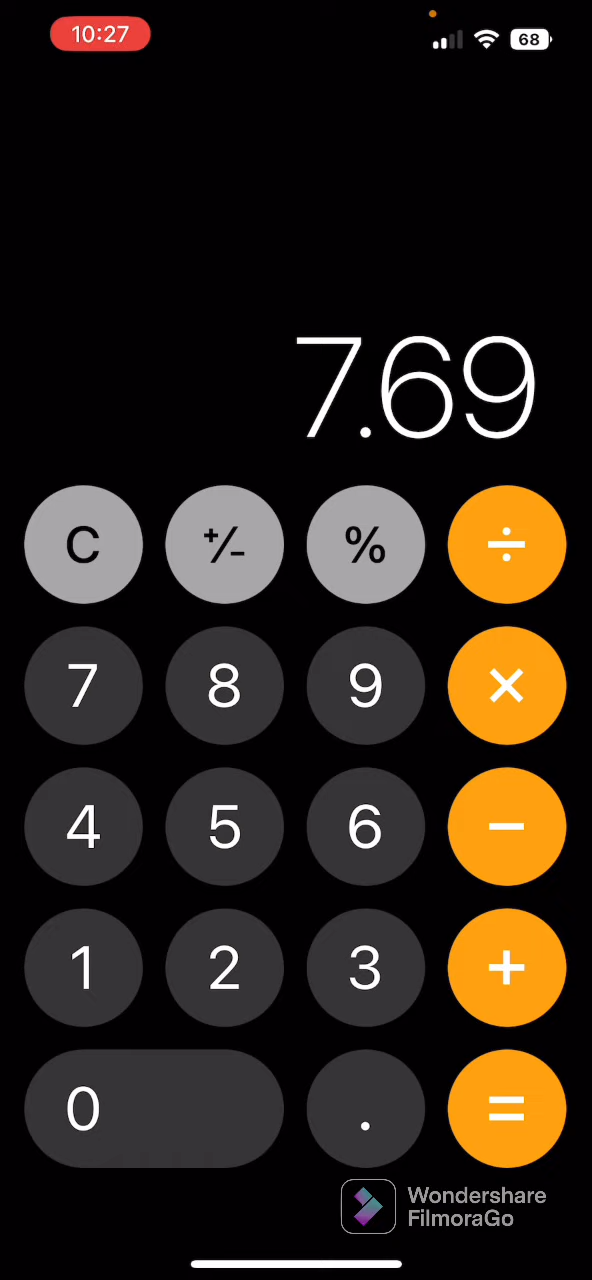 10:27
68
7.69
C +/- % ÷
7 8 9 ×
4 5 6 −
1 2 3 +
0 . =
Wondershare
FilmoraGo